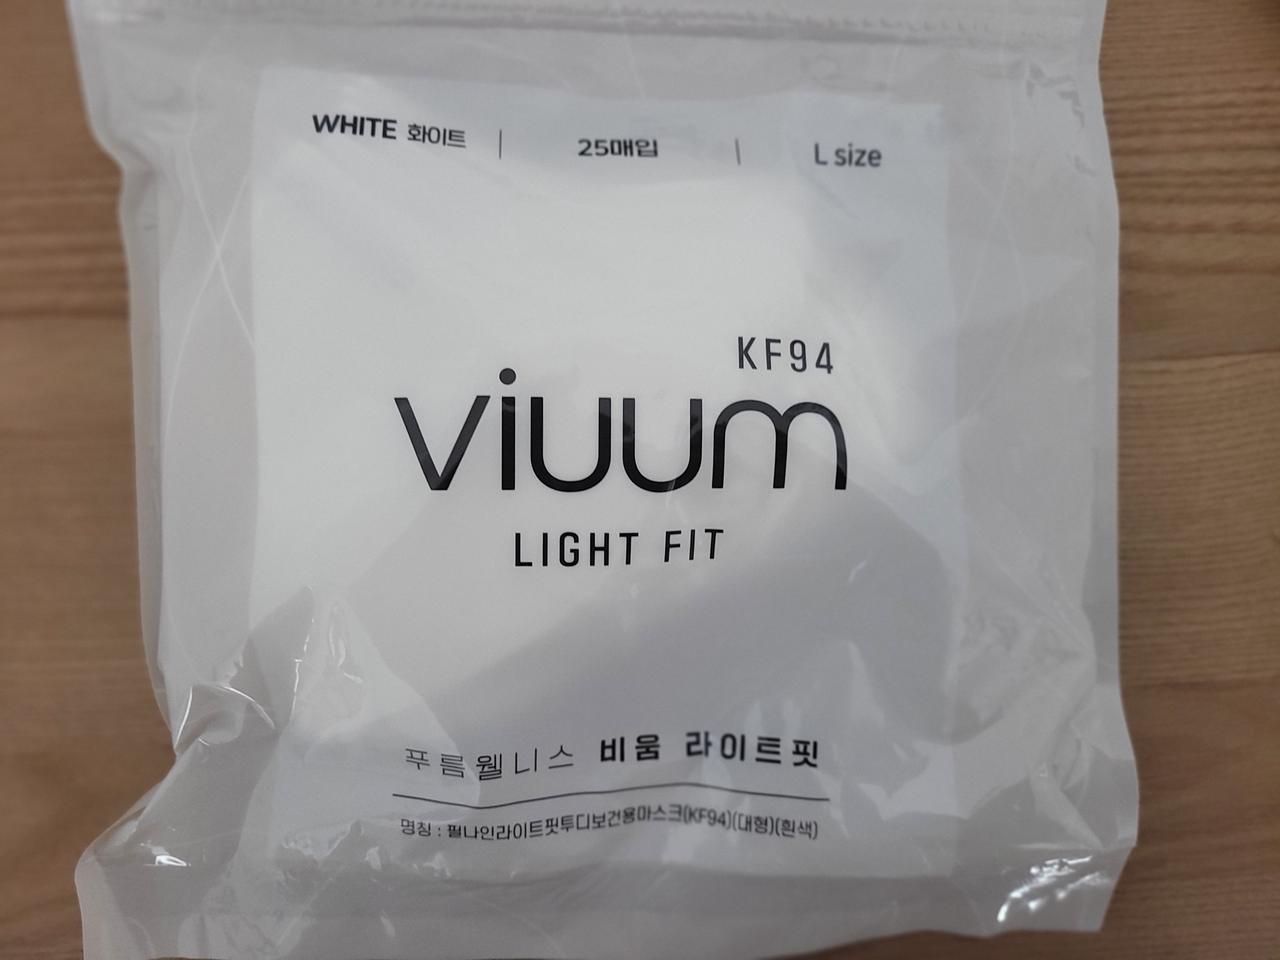 WHITE 화이트 | 25매입 | L size
KF94
viuum
LIGHT FIT
푸름웰니스 비움 라이트핏
명칭 : 필나인라이트핏투디보건용마스크(KF94)(대형)(흰색)